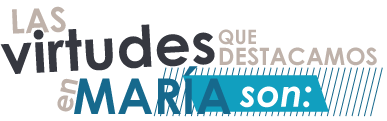 LAS
virtudes QUE
DESTACAMOS
en MARÍA son: